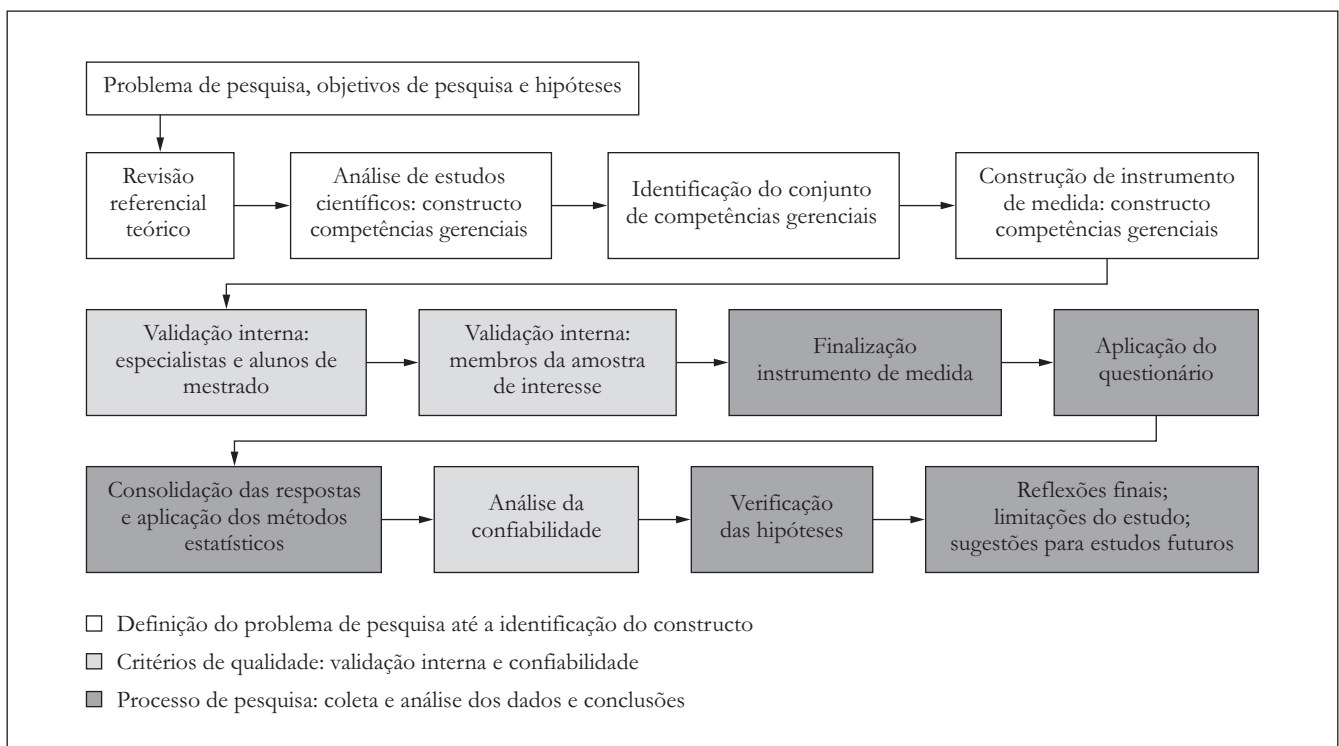 Problema de pesquisa, objetivos de pesquisa e hipóteses
Revisão
referencial
teórico
Análise de estudos
científicos: constructo
competências gerenciais
Identificação do conjunto
de competências gerenciais
Construção de instrumento
de medida: constructo
competências gerenciais
Validação interna:
especialistas e alunos de
mestrado
Validação interna:
membros da amostra
de interesse
Finalização
instrumento de medida
Aplicação do
questionário
Consolidação das respostas
e aplicação dos métodos
estatísticos
Análise da
confiabilidade
Verificação
das hipóteses
Reflexões finais;
limitações do estudo;
sugestões para estudos futuros
Definição do problema de pesquisa até a identificação do constructo
Critérios de qualidade: validação interna e confiabilidade
Processo de pesquisa: coleta e análise dos dados e conclusões